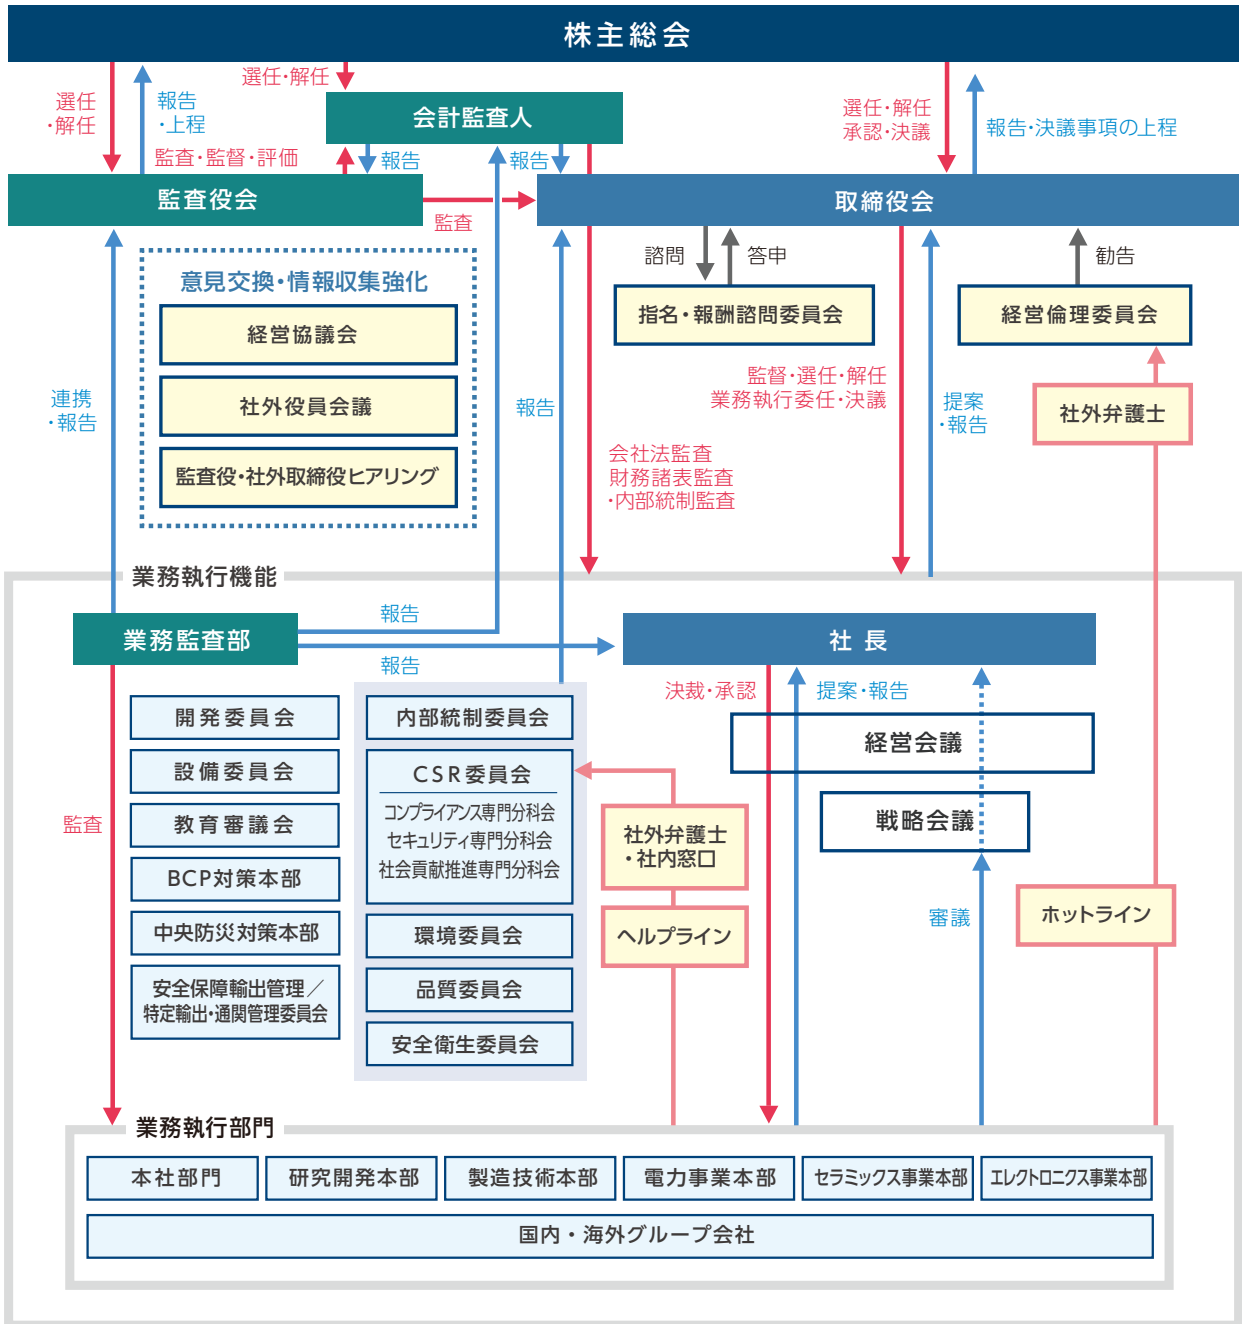 株主総会
選任・解任
選任
・解任
報告
・上程
選任・解任
承認・決議
報告・決議事項の上程
会計監査人
監査・監督・評価
報告
報告
監査役会
監査
取締役会
諮問
答申
勧告
意見交換・情報収集強化
経営協議会
社外役員会議
監査役・社外取締役ヒアリング
指名・報酬諮問委員会
経営倫理委員会
連携
・報告
報告
監督・選任・解任
業務執行委任・決議
提案
・報告
社外弁護士
会社法監査
財務諸表監査
・内部統制監査
業務執行機能
業務監査部
報告
報告
社長
監査
開発委員会
設備委員会
教育審議会
BCP対策本部
中央防災対策本部
安全保障輸出管理／
特定輸出・通関管理委員会
内部統制委員会
CSR委員会
コンプライアンス専門分科会
セキュリティ専門分科会
社会貢献推進専門分科会
環境委員会
品質委員会
安全衛生委員会
決裁・承認
提案・報告
経営会議
戦略会議
社外弁護士
・社内窓口
ヘルプライン
審議
ホットライン
業務執行部門
本社部門
研究開発本部
製造技術本部
電力事業本部
セラミックス事業本部
エレクトロニクス事業本部
国内・海外グループ会社